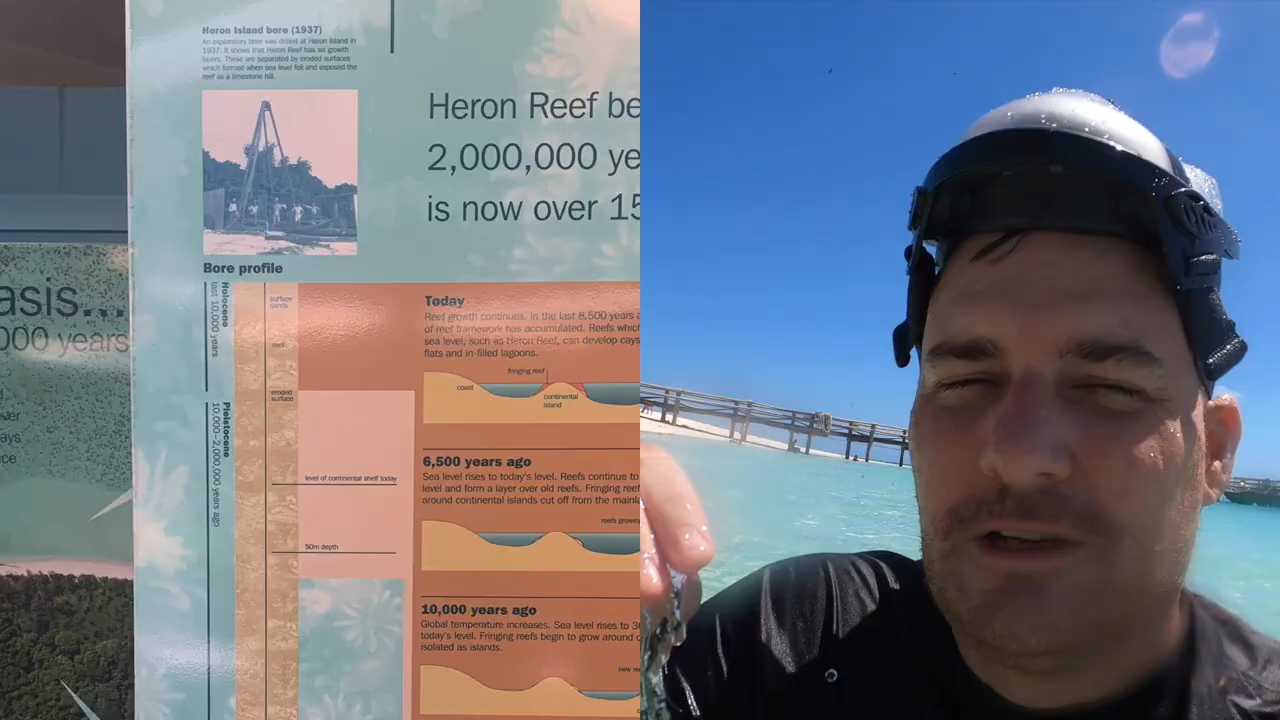 Heron Island bore (1937)
An exploratory bore was drilled at Heron Island in
1937. It shows that Heron Reef has six growth
layers. These are separated by eroded surfaces
which formed when sea level fell and exposed the
reef as a limestone hill.
Heron Reef be
2,000,000 ye
is now over 15
Bore profile
asis...
000 years
ver
ays
ce
Holocene
last 10,000 years
Pleistocene
10,000–2,000,000 years ago
surface
sands
reef
eroded
surface
level of continental shelf today
50m depth
Today
Reef growth continues. In the last 8,500 years
of reef framework has accumulated. Reefs which
sea level, such as Heron Reef, can develop cays
flats and in-filled lagoons.
fringing reef
coast
continental
island
6,500 years ago
Sea level rises to today's level. Reefs continue to
level and form a layer over old reefs. Fringing reef
around continental islands cut off from the mainl
reefs growing
10,000 years ago
Global temperature increases. Sea level rises to 3
today's level. Fringing reefs begin to grow around
isolated as islands.
new re